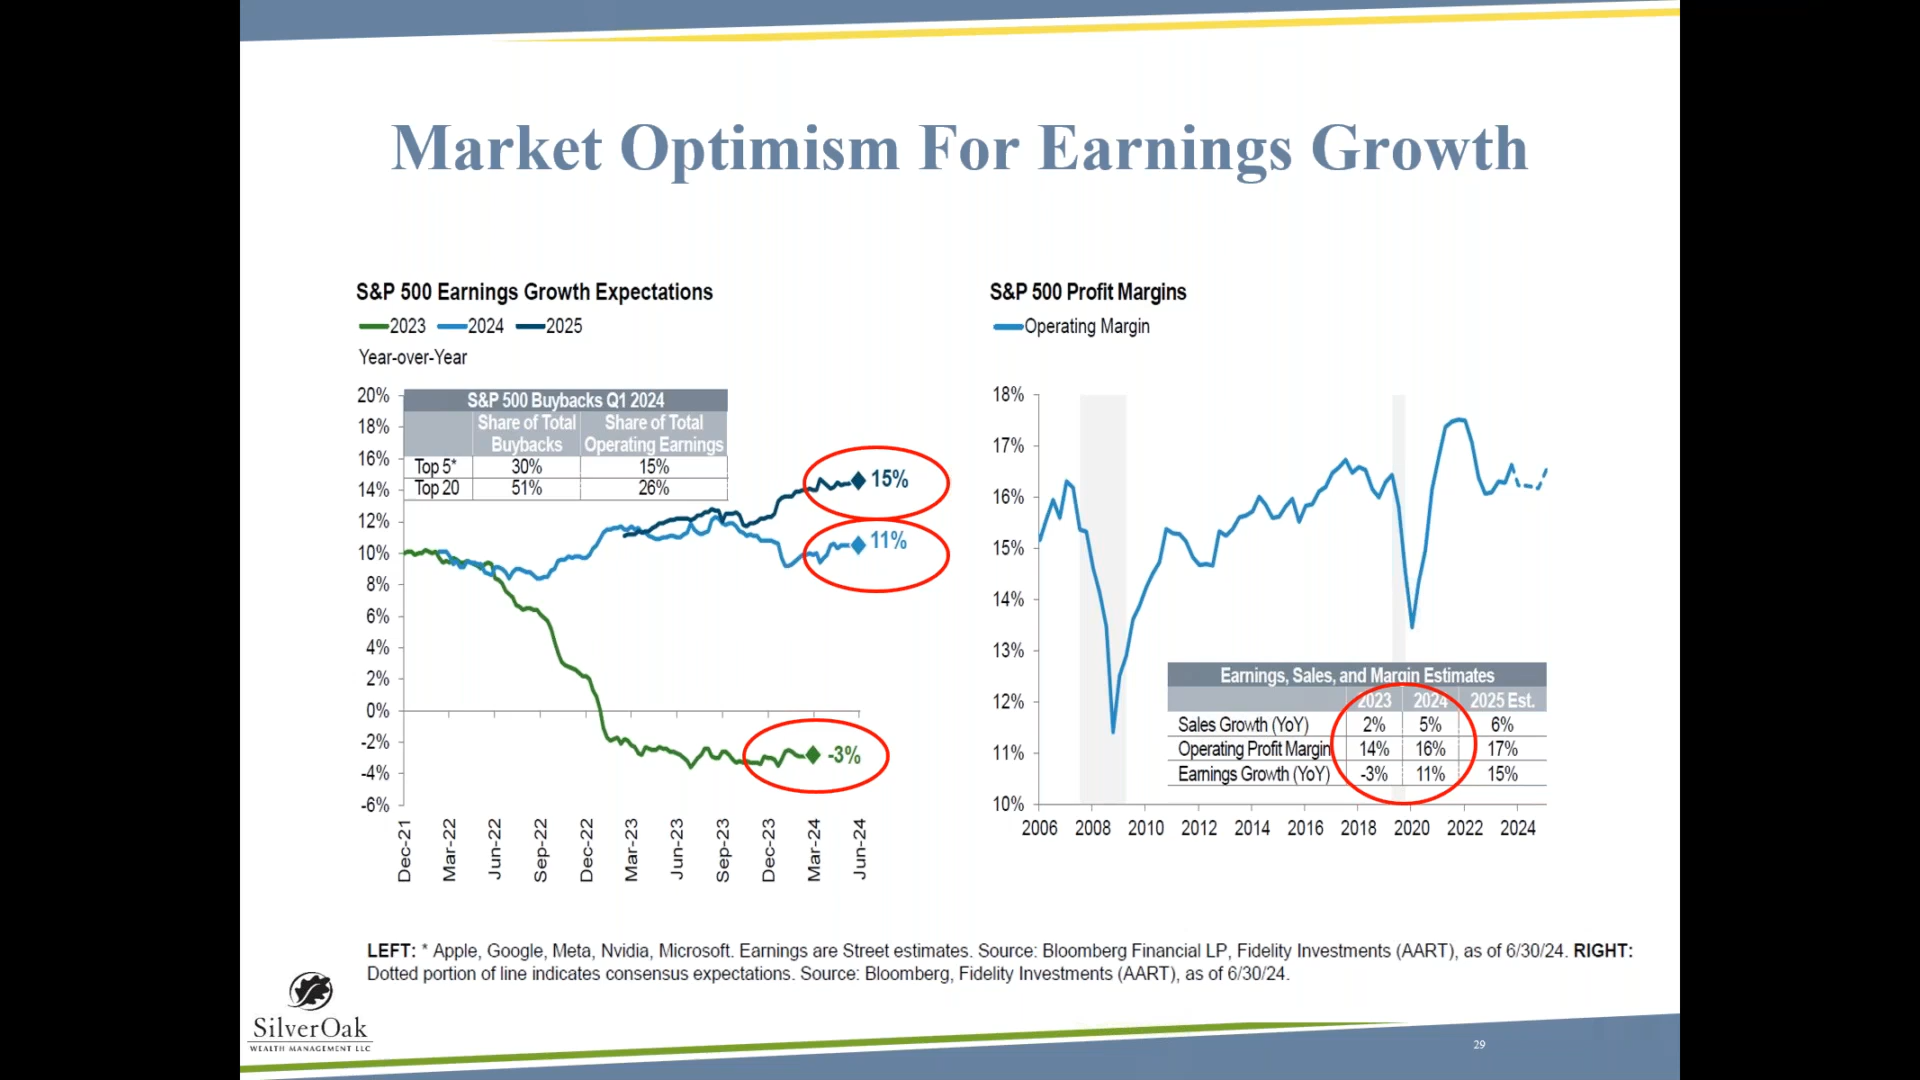 Market Optimism For Earnings Growth
S&P 500 Earnings Growth Expectations
2023 2024 2025
Year-over-Year
20%
18%
16%
14%
12%
10%
8%
6%
4%
2%
0%
-2%
-4%
-6%
S&P 500 Buybacks Q1 2024
Share of Total Share of Total
Buybacks Operating Earnings
Top 5* 30% 15%
Top 20 51% 26%
15%
11%
-3%
Dec-21 Mar-22 Jun-22 Sep-22 Dec-22 Mar-23 Jun-23 Sep-23 Dec-23 Mar-24 Jun-24
S&P 500 Profit Margins
Operating Margin
18%
17%
16%
15%
14%
13%
12%
11%
10%
Earnings, Sales, and Margin Estimates
2023 2024 2025 Est.
Sales Growth (YoY) 2% 5% 6%
Operating Profit Margin 14% 16% 17%
Earnings Growth (YoY) -3% 11% 15%
2006 2008 2010 2012 2014 2016 2018 2020 2022 2024
LEFT: * Apple, Google, Meta, Nvidia, Microsoft. Earnings are Street estimates. Source: Bloomberg Financial LP, Fidelity Investments (AART), as of 6/30/24. RIGHT:
Dotted portion of line indicates consensus expectations. Source: Bloomberg, Fidelity Investments (AART), as of 6/30/24.
SilverOak
WEALTH MANAGEMENT LLC
29